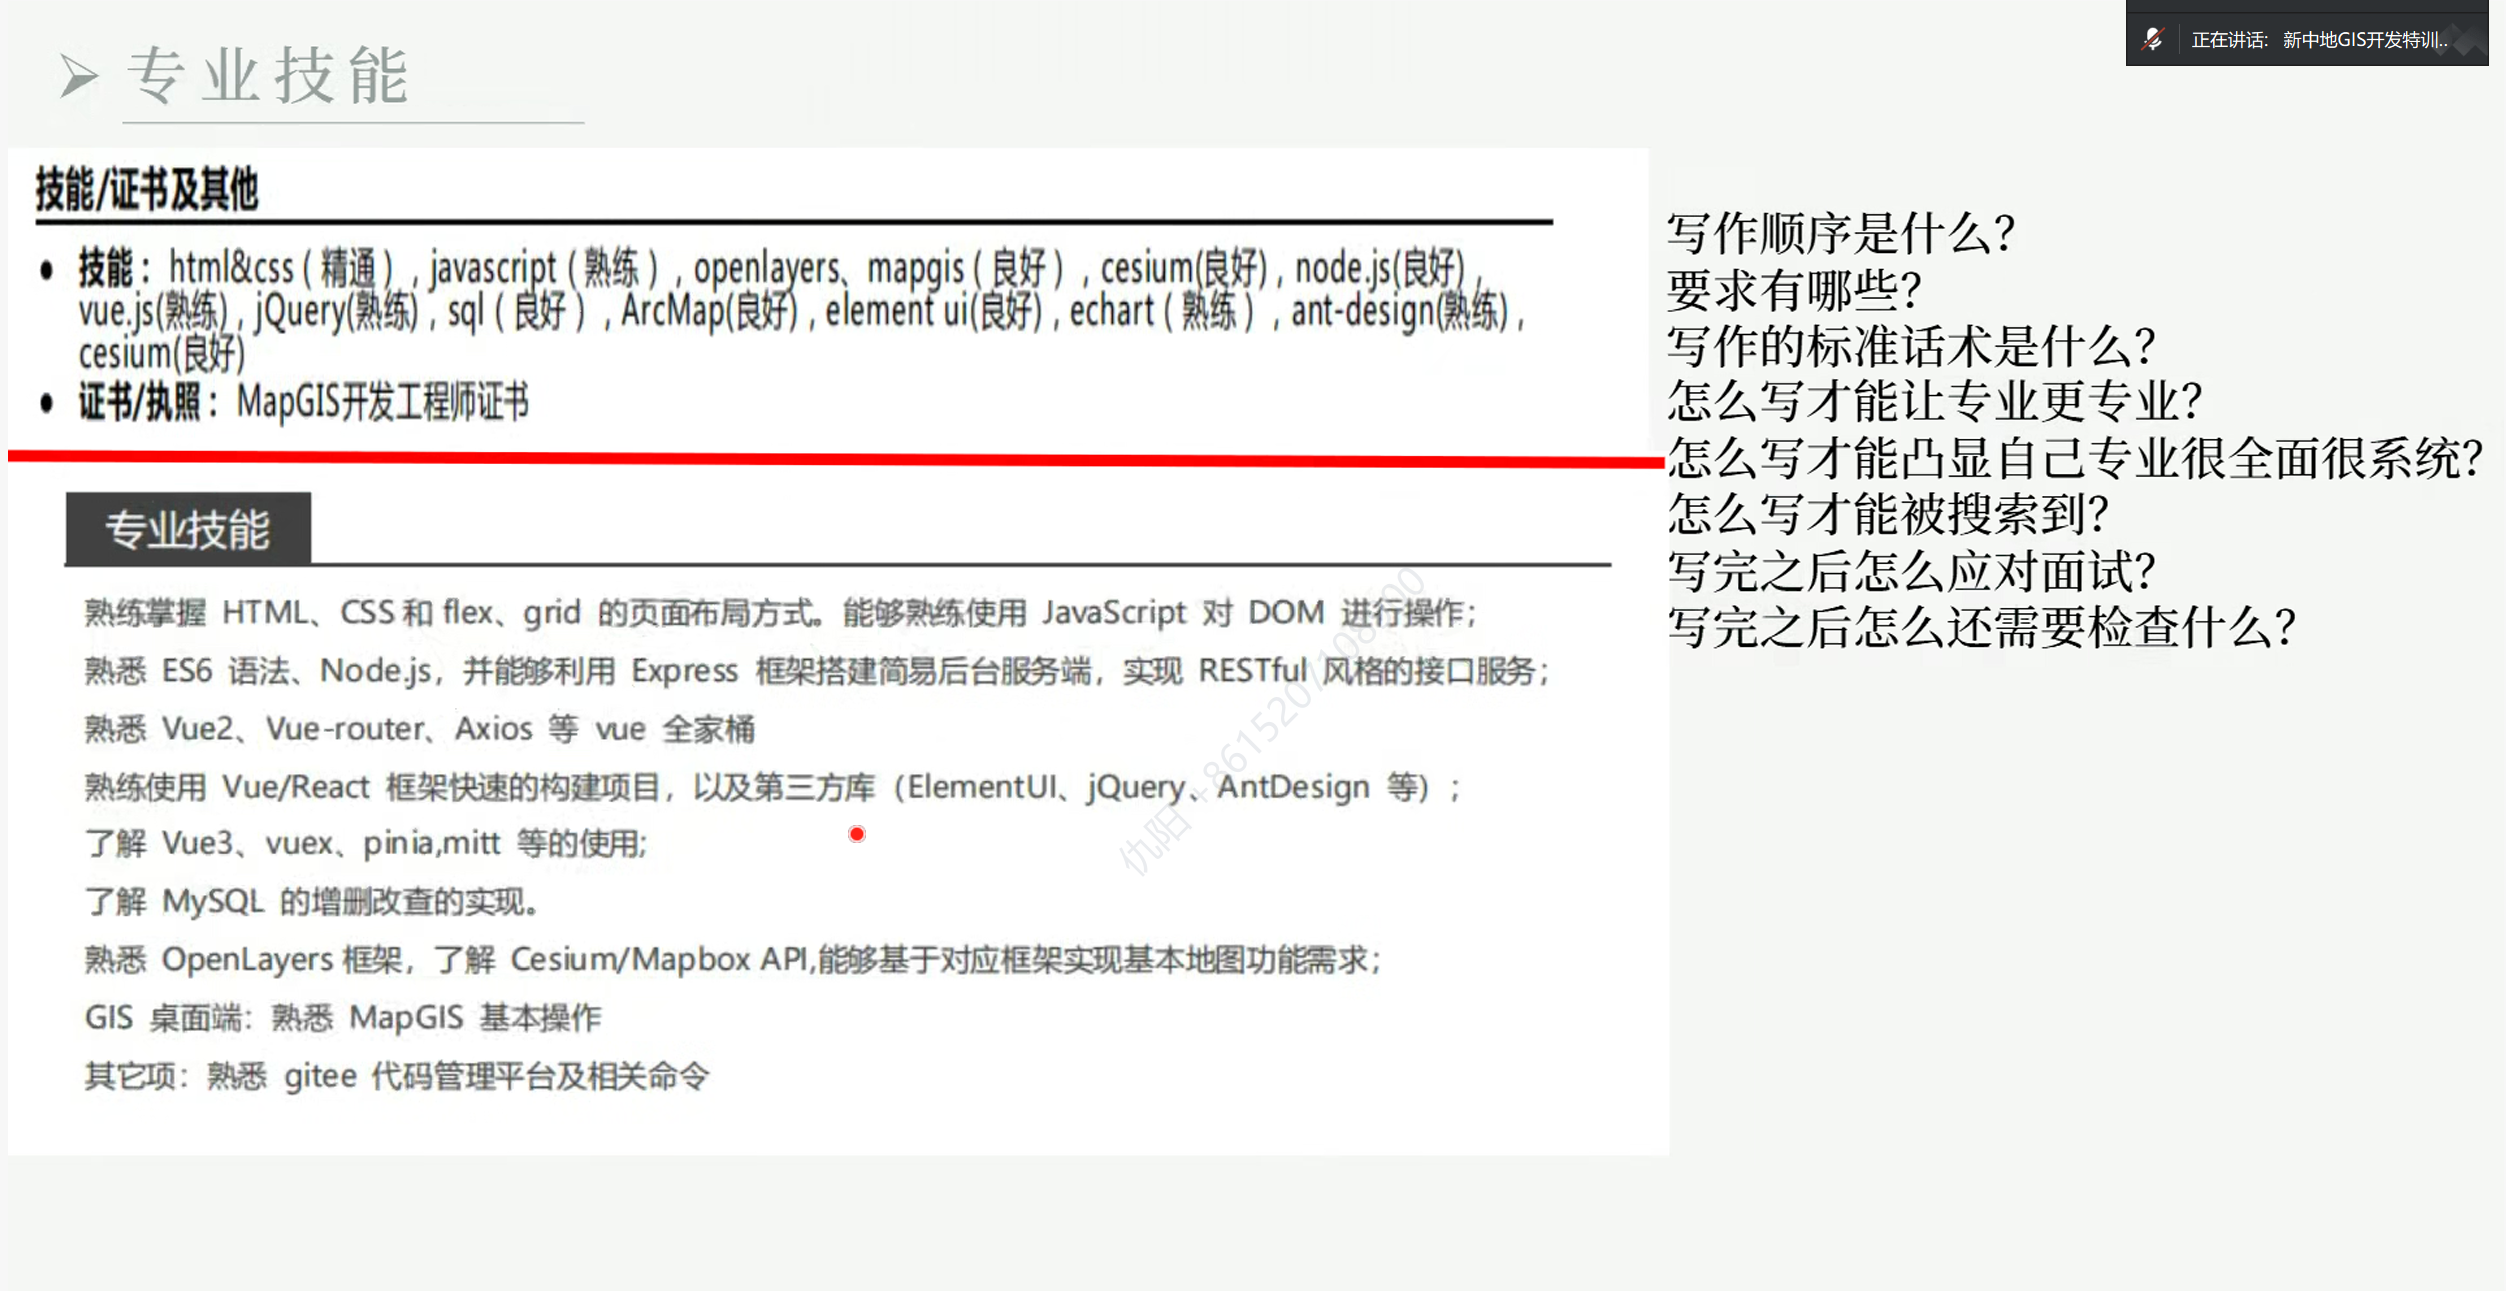 正在讲话: 新中地GIS开发特训..
专业技能
技能/证书及其他
● 技能：html&css（精通）, javascript（熟练）, openlayers、mapgis（良好）, cesium(良好) , node.js(良好) ,
vue.js(熟练) , jQuery(熟练) , sql（良好）, ArcMap(良好) , element ui(良好) , echart（熟练）, ant-design(熟练) ,
cesium(良好)
● 证书/执照：MapGIS开发工程师证书
专业技能
熟练掌握 HTML、CSS和 flex、grid 的页面布局方式。能够熟练使用 JavaScript 对 DOM 进行操作；
熟悉 ES6 语法、Node.js，并能够利用 Express 框架搭建简易后台服务端，实现 RESTful 风格的接口服务；
熟悉 Vue2、Vue-router、Axios 等 vue 全家桶
熟练使用 Vue/React 框架快速的构建项目，以及第三方库（ElementUI、jQuery、AntDesign 等）；
了解 Vue3、vuex、pinia,mitt 等的使用;
了解 MySQL 的增删改查的实现。
熟悉 OpenLayers 框架，了解 Cesium/Mapbox API,能够基于对应框架实现基本地图功能需求；
GIS 桌面端：熟悉 MapGIS 基本操作
其它项：熟悉 gitee 代码管理平台及相关命令
写作顺序是什么？
要求有哪些？
写作的标准话术是什么？
怎么写才能让专业更专业？
怎么写才能凸显自己专业很全面很系统？
怎么写才能被搜索到？
写完之后怎么应对面试？
写完之后怎么还需要检查什么？